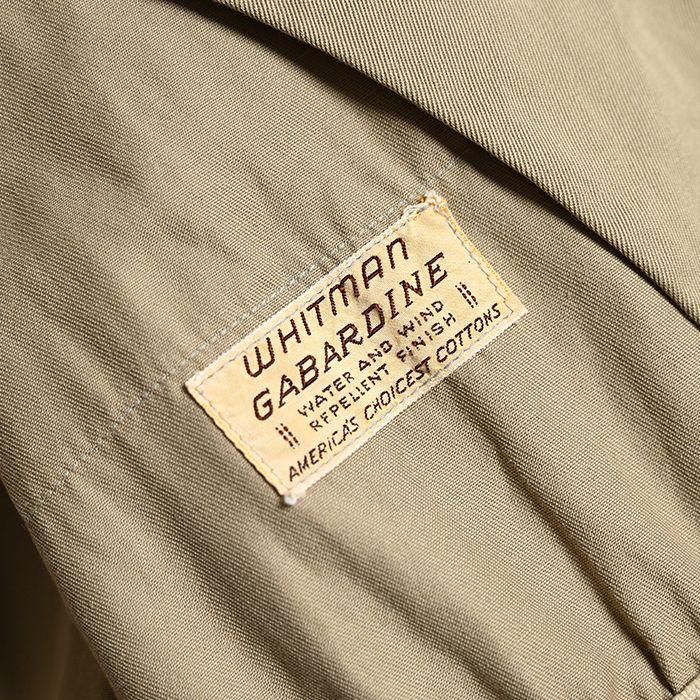 WHITMAN
GABARDINE
WATER AND WIND
REPELLENT FINISH
AMERICA'S CHOICEST COTTONS